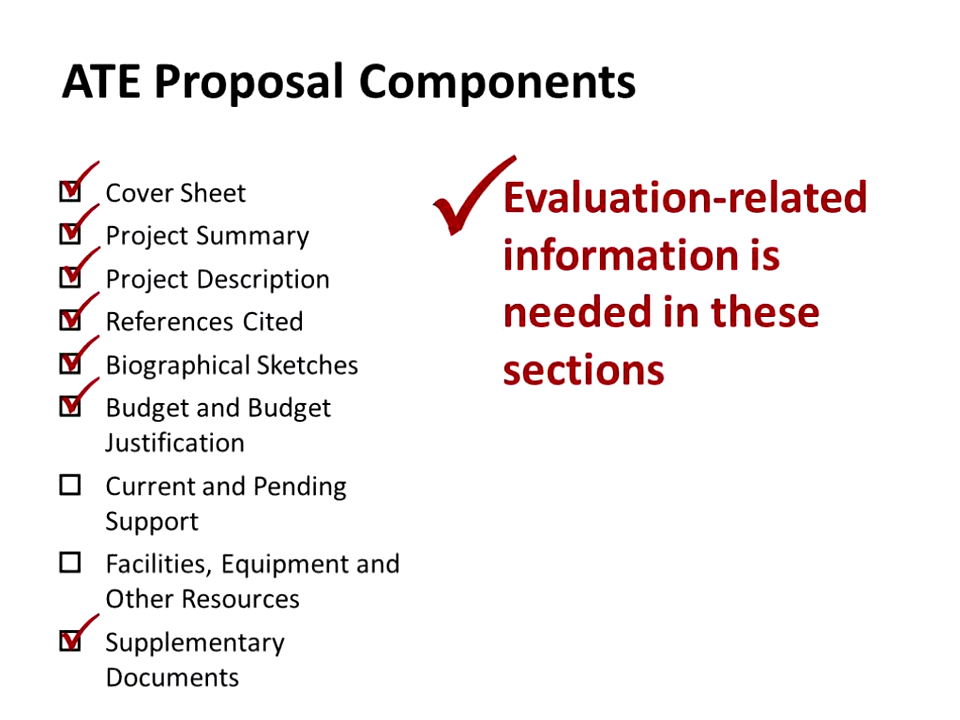 ATE Proposal Components
Cover Sheet
Project Summary
Project Description
References Cited
Biographical Sketches
Budget and Budget
Justification
Current and Pending
Support
Facilities, Equipment and
Other Resources
Supplementary
Documents
Evaluation-related
information is
needed in these
sections